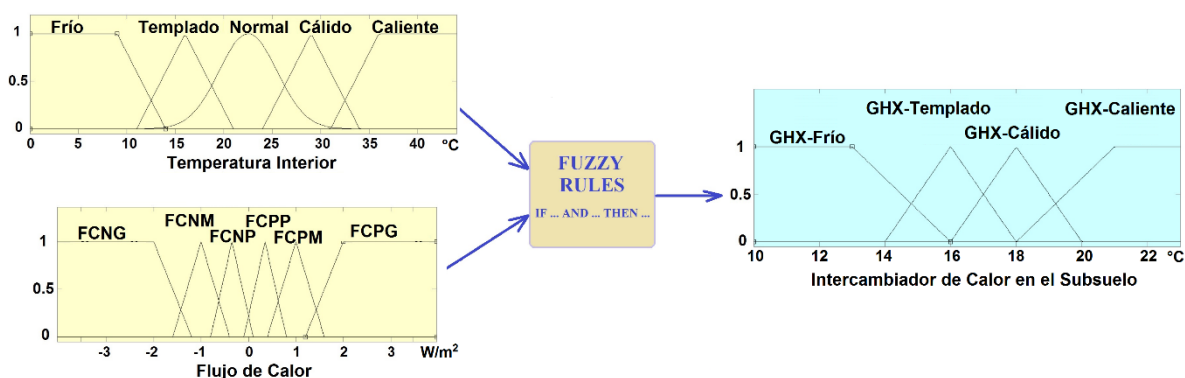 Frío Templado Normal Cálido Caliente
1
0.5
0
0 5 10 15 20 25 30 35 40 °C
Temperatura Interior
FCNM FCPP
FCNG FCNP FCPM FCPG
1
0.5
0
-3 -2 -1 0 1 2 3 W/m²
Flujo de Calor
FUZZY
RULES
IF ... AND ... THEN ...
GHX-Templado GHX-Caliente
GHX-Frío GHX-Cálido
1
0.5
0
10 12 14 16 18 20 22 °C
Intercambiador de Calor en el Subsuelo